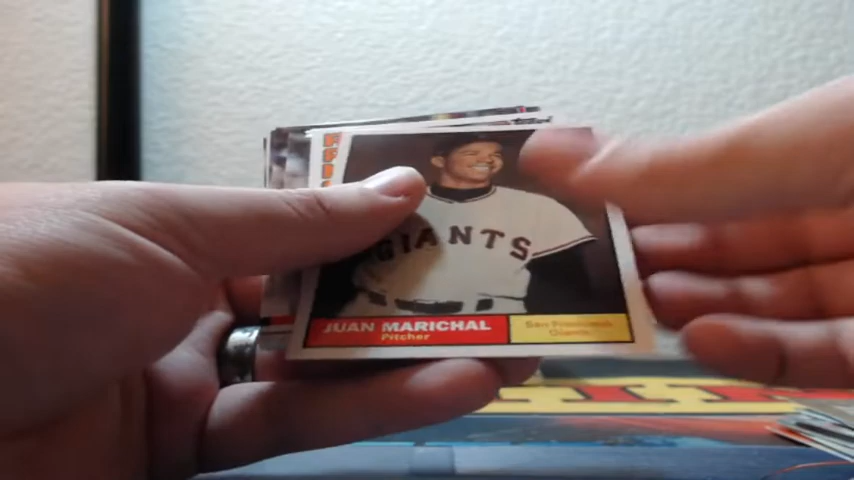 GIANTS
JUAN MARICHAL
Pitcher
San Francisco
Giants